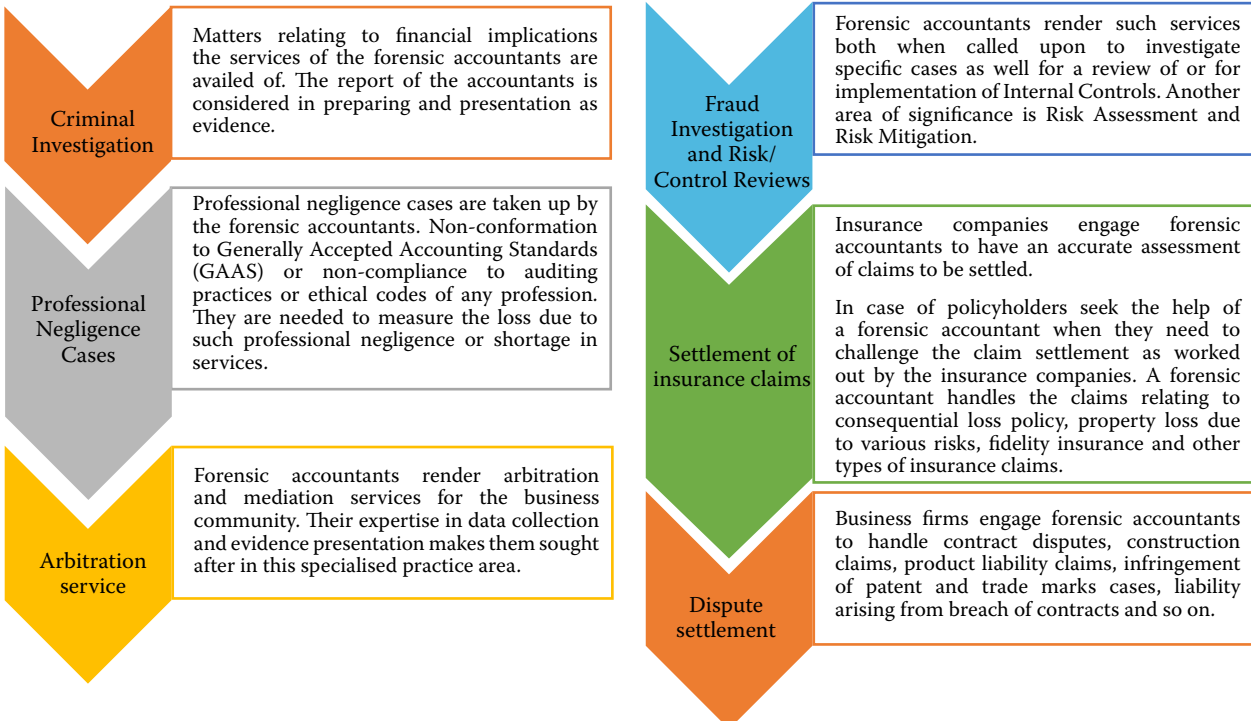 Criminal
Investigation
Matters relating to financial implications
the services of the forensic accountants are
availed of. The report of the accountants is
considered in preparing and presentation as
evidence.
Professional
Negligence
Cases
Professional negligence cases are taken up by
the forensic accountants. Non-conformation
to Generally Accepted Accounting Standards
(GAAS) or non-compliance to auditing
practices or ethical codes of any profession.
They are needed to measure the loss due to
such professional negligence or shortage in
services.
Arbitration
service
Forensic accountants render arbitration
and mediation services for the business
community. Their expertise in data collection
and evidence presentation makes them sought
after in this specialised practice area.
Fraud
Investigation
and Risk/
Control Reviews
Forensic accountants render such services
both when called upon to investigate
specific cases as well for a review of or for
implementation of Internal Controls. Another
area of significance is Risk Assessment and
Risk Mitigation.
Settlement of
insurance claims
Insurance companies engage forensic
accountants to have an accurate assessment
of claims to be settled.
In case of policyholders seek the help of
a forensic accountant when they need to
challenge the claim settlement as worked
out by the insurance companies. A forensic
accountant handles the claims relating to
consequential loss policy, property loss due
to various risks, fidelity insurance and other
types of insurance claims.
Dispute
settlement
Business firms engage forensic accountants
to handle contract disputes, construction
claims, product liability claims, infringement
of patent and trade marks cases, liability
arising from breach of contracts and so on.